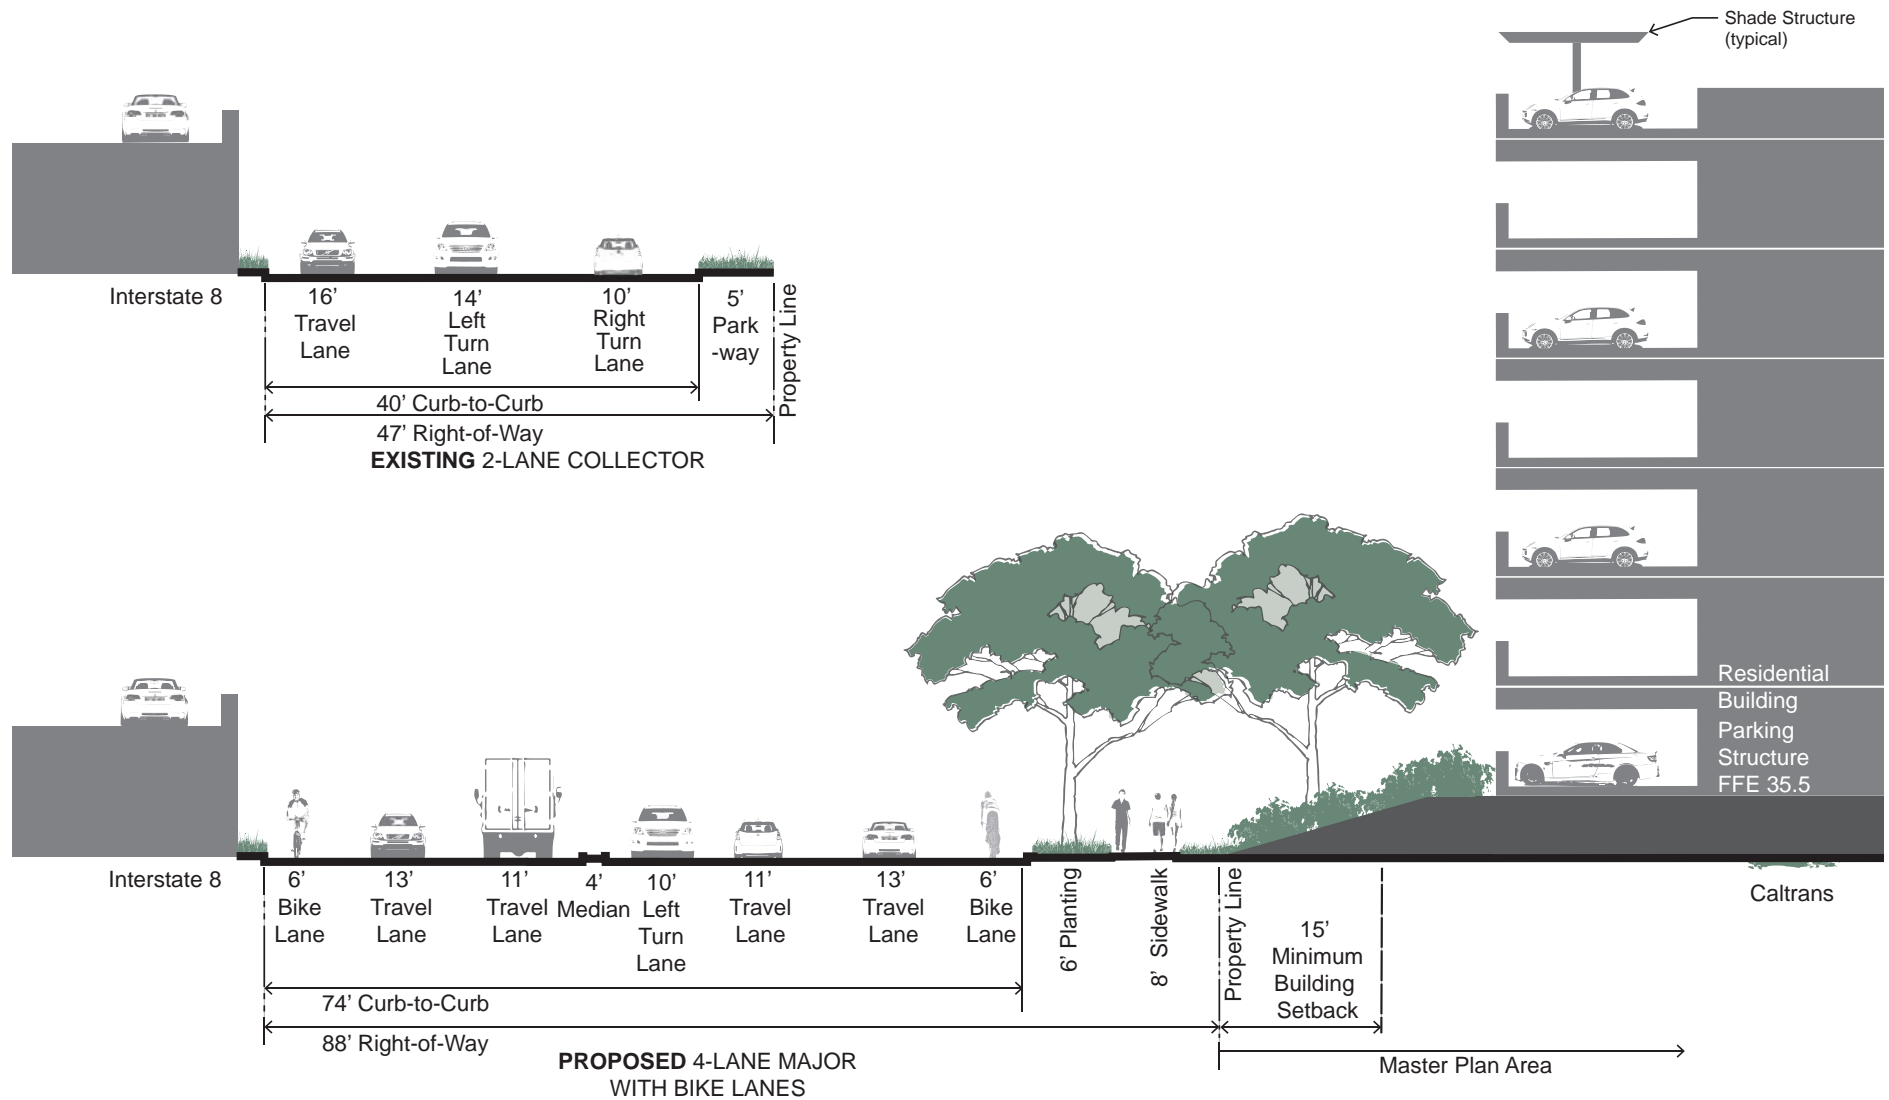 Shade Structure
(typical)
Interstate 8
16’
Travel
Lane
14’
Left
Turn
Lane
10’
Right
Turn
Lane
5’
Park
-way
Property Line
40’ Curb-to-Curb
47’ Right-of-Way
EXISTING 2-LANE COLLECTOR
Residential
Building
Parking
Structure
FFE 35.5
Interstate 8
6’
Bike
Lane
13’
Travel
Lane
11’
Travel
Lane
4’
Median
10’
Left
Turn
Lane
11’
Travel
Lane
13’
Travel
Lane
6’
Bike
Lane
6’ Planting
8’ Sidewalk
Property Line
15’
Minimum
Building
Setback
Caltrans
74’ Curb-to-Curb
88’ Right-of-Way
PROPOSED 4-LANE MAJOR
WITH BIKE LANES
Master Plan Area